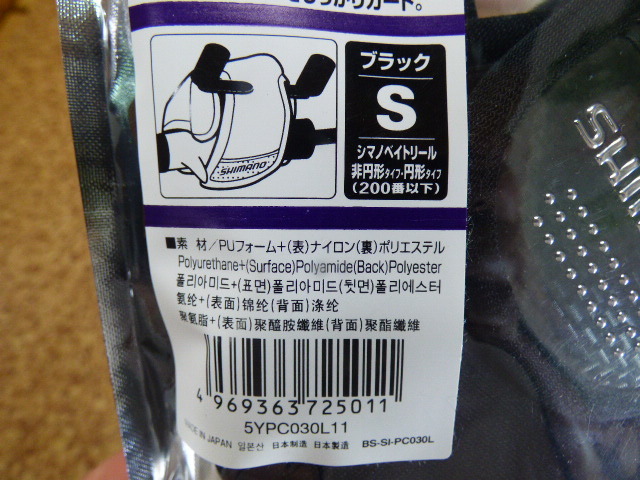 しっかりガード。
ブラック
S
シマノベイトリール
非円形タイプ・円形タイプ
(200番以下)
SHIMANO
■素 材/PUフォーム+(表)ナイロン(裏)ポリエステル
Polyurethane+(Surface)Polyamide(Back)Polyester
폴리아미드+(표면)폴리아미드(뒷면)폴리에스터
氨纶+(表面)锦纶(背面)涤纶
聚氨脂+(表面)聚醯胺纖維(背面)聚酯纖維
4 969363 725011
5YPC030L11
MADE IN JAPAN 일본산 日本制造 日本製造 BS-SI-PC030L
SHIM